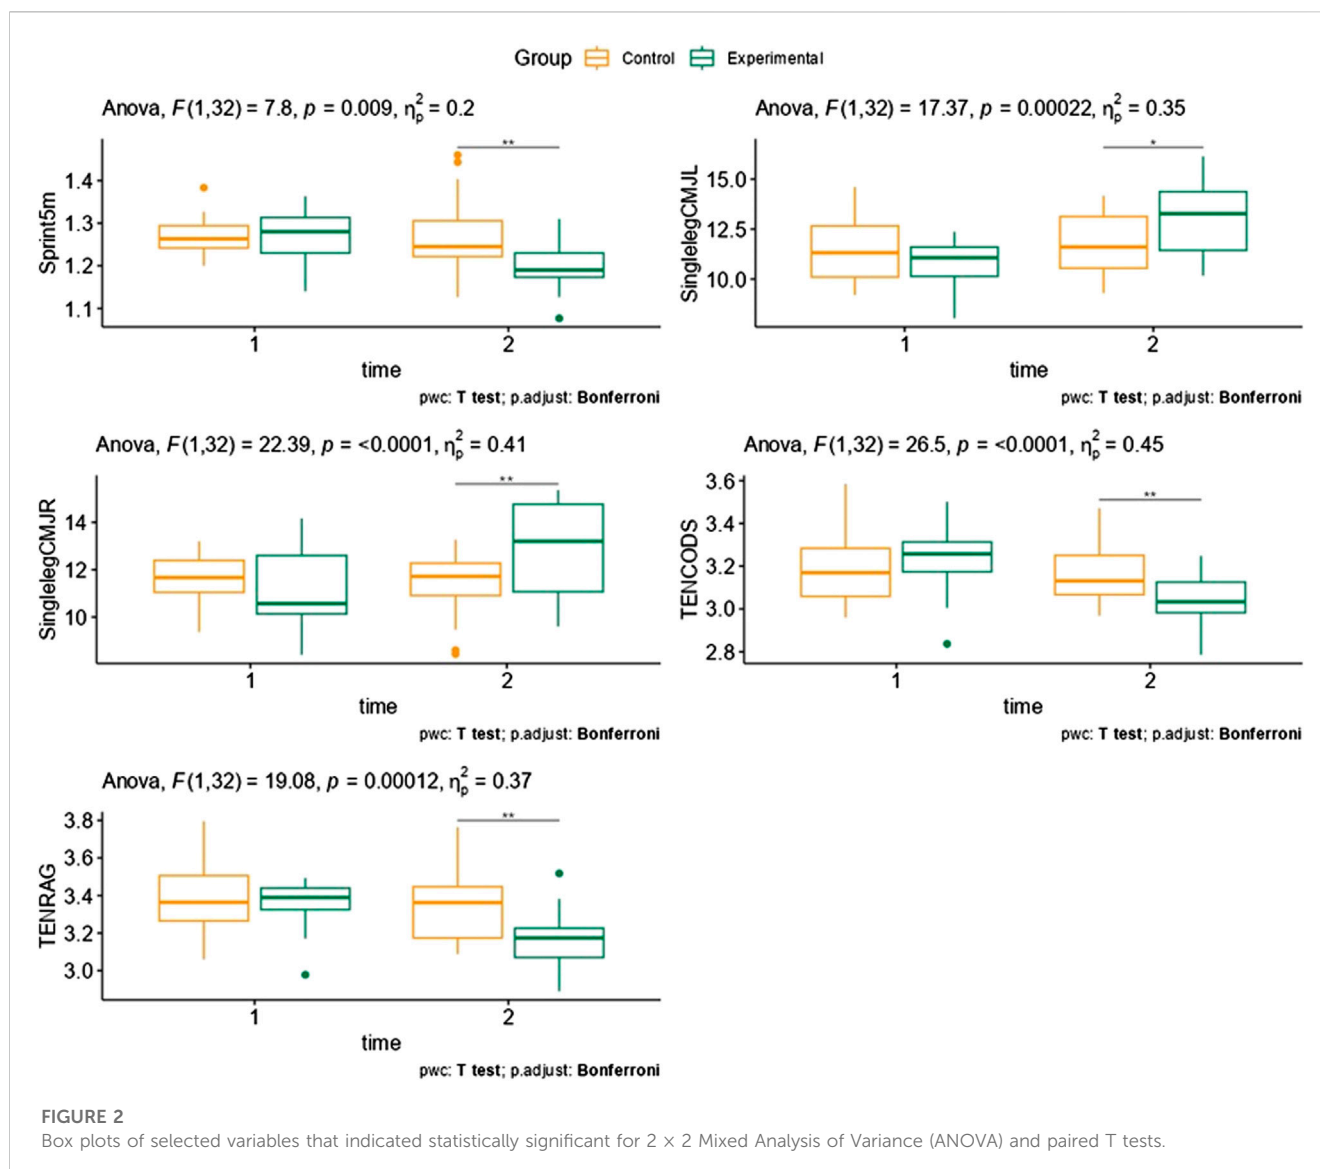 Group Control Experimental
Anova, F(1,32) = 7.8, p = 0.009, η²ₚ = 0.2
**
Sprint5m
1.4
1.3
1.2
1.1
1 2
time
pwc: T test; p.adjust: Bonferroni
Anova, F(1,32) = 17.37, p = 0.00022, η²ₚ = 0.35
*
SinglelegCMJL
15.0
12.5
10.0
1 2
time
pwc: T test; p.adjust: Bonferroni
Anova, F(1,32) = 22.39, p = <0.0001, η²ₚ = 0.41
**
SinglelegCMJR
14
12
10
1 2
time
pwc: T test; p.adjust: Bonferroni
Anova, F(1,32) = 26.5, p = <0.0001, η²ₚ = 0.45
**
TENCODS
3.6
3.4
3.2
3.0
2.8
1 2
time
pwc: T test; p.adjust: Bonferroni
Anova, F(1,32) = 19.08, p = 0.00012, η²ₚ = 0.37
**
TENRAG
3.8
3.6
3.4
3.2
3.0
1 2
time
pwc: T test; p.adjust: Bonferroni
FIGURE 2
Box plots of selected variables that indicated statistically significant for 2 × 2 Mixed Analysis of Variance (ANOVA) and paired T tests.